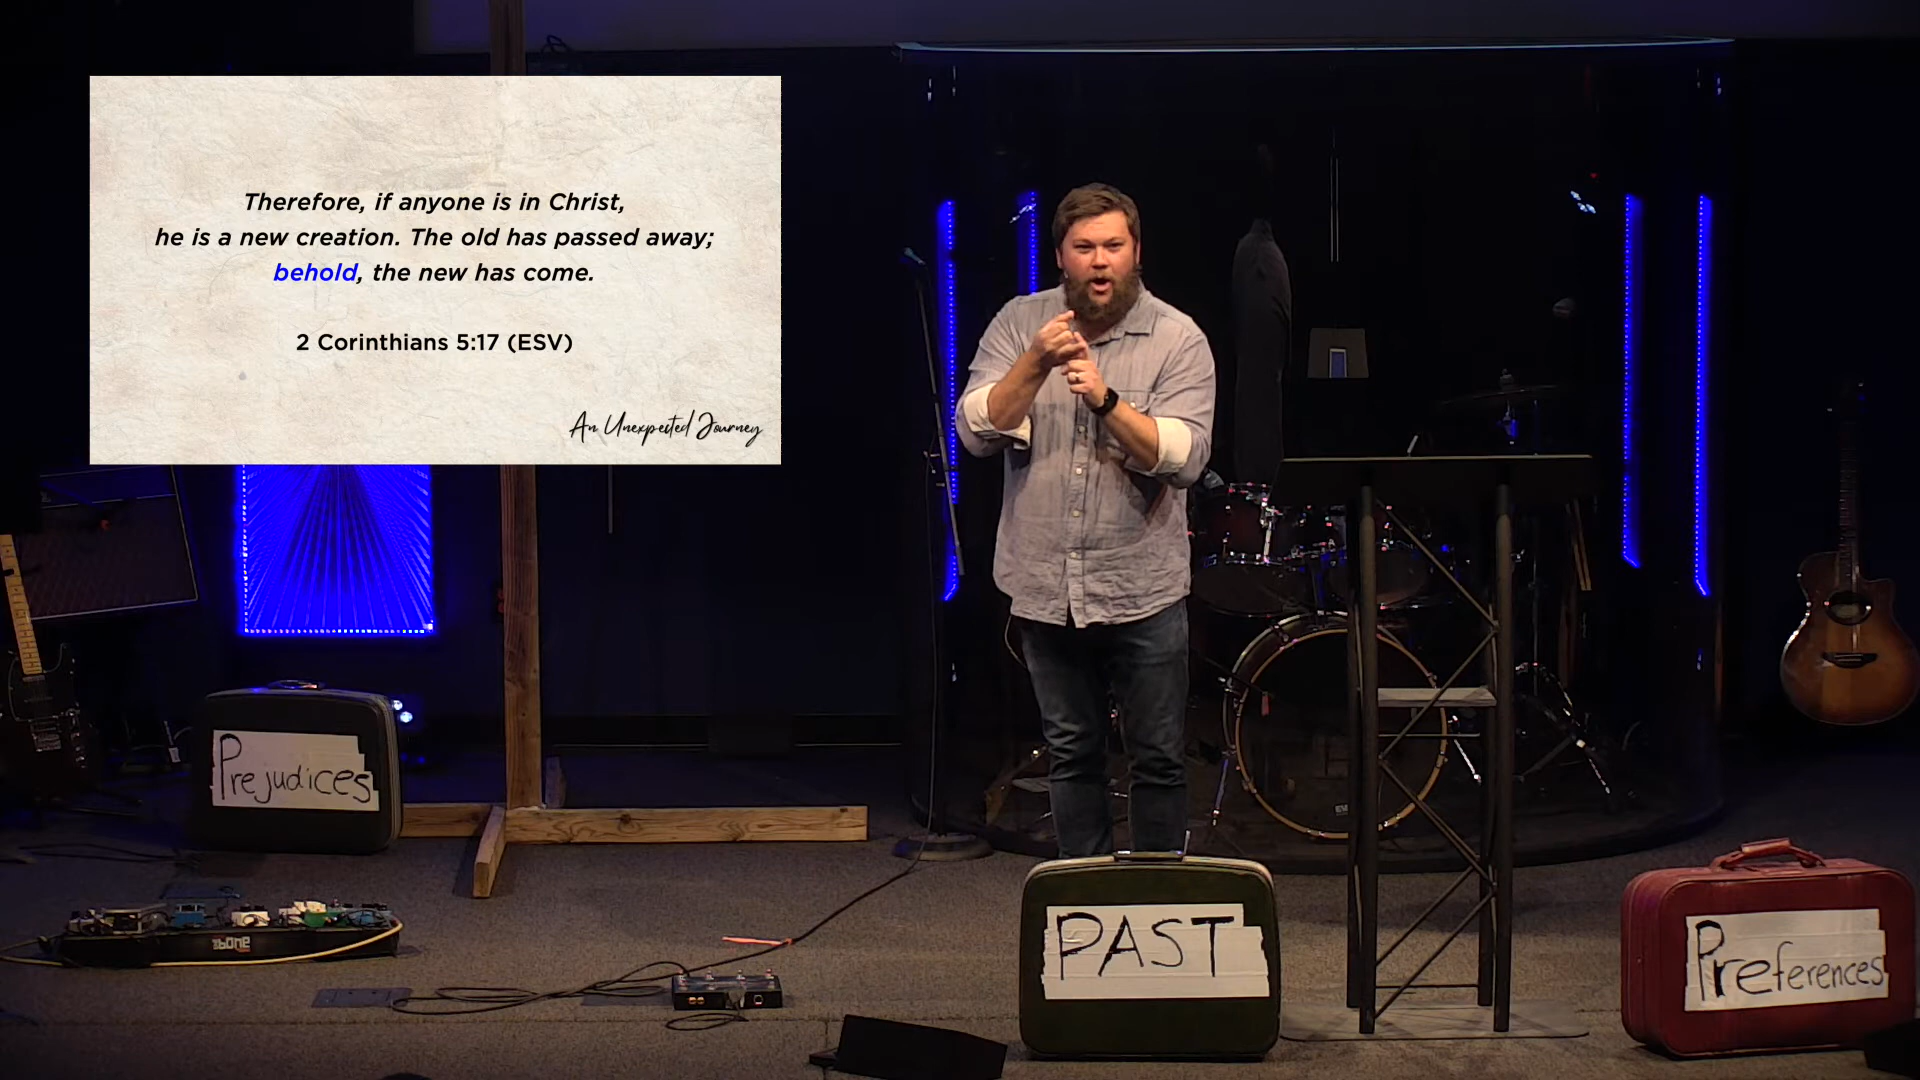 Therefore, if anyone is in Christ,
he is a new creation. The old has passed away;
behold, the new has come.
2 Corinthians 5:17 (ESV)
An Unexpected Journey
Prejudices
PAST
Preferences